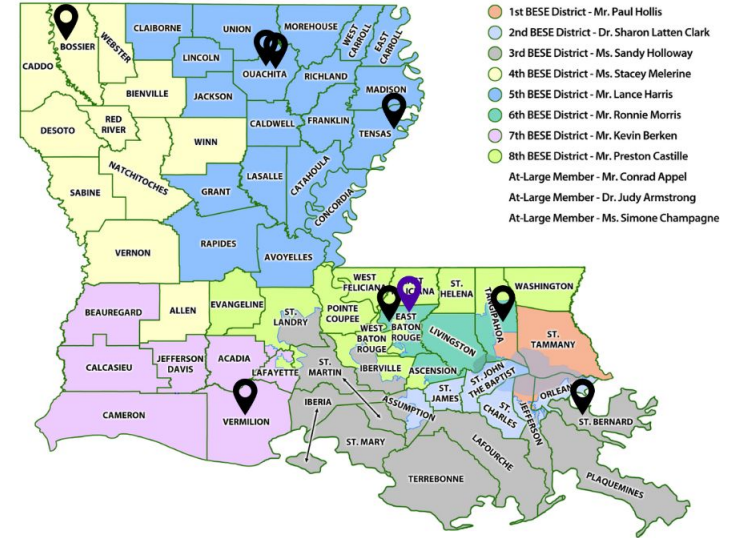 1st BESE District - Mr. Paul Hollis
2nd BESE District - Dr. Sharon Latten Clark
3rd BESE District - Ms. Sandy Holloway
4th BESE District - Ms. Stacey Melerine
5th BESE District - Mr. Lance Harris
6th BESE District - Mr. Ronnie Morris
7th BESE District - Mr. Kevin Berken
8th BESE District - Mr. Preston Castille
At-Large Member - Mr. Conrad Appel
At-Large Member - Dr. Judy Armstrong
At-Large Member - Ms. Simone Champagne
CADDO
BOSSIER
WEBSTER
CLAIBORNE
UNION
MOREHOUSE
WEST
CARROLL
EAST
CARROLL
LINCOLN
OUACHITA
RICHLAND
MADISON
BIENVILLE
JACKSON
CALDWELL
FRANKLIN
TENSAS
DESOTO
RED
RIVER
WINN
NATCHITOCHES
SABINE
GRANT
LASALLE
CATAHOULA
CONCORDIA
VERNON
RAPIDES
AVOYELLES
BEAUREGARD
ALLEN
EVANGELINE
ST.
LANDRY
POINTE
COUPEE
WEST
FELICIANA
ST.
HELENA
TANGIPAHOA
WASHINGTON
WEST
BATON
ROUGE
EAST
BATON
ROUGE
LIVINGSTON
ST.
TAMMANY
CALCASIEU
JEFFERSON
DAVIS
ACADIA
LAFAYETTE
ST.
MARTIN
IBERVILLE
ASCENSION
CAMERON
VERMILION
IBERIA
ASSUMPTION
ST.
JAMES
ST. JOHN
THE BAPTIST
ST.
CHARLES
JEFFERSON
ST. BERNARD
ST. MARY
LAFOURCHE
TERREBONNE
PLAQUEMINES